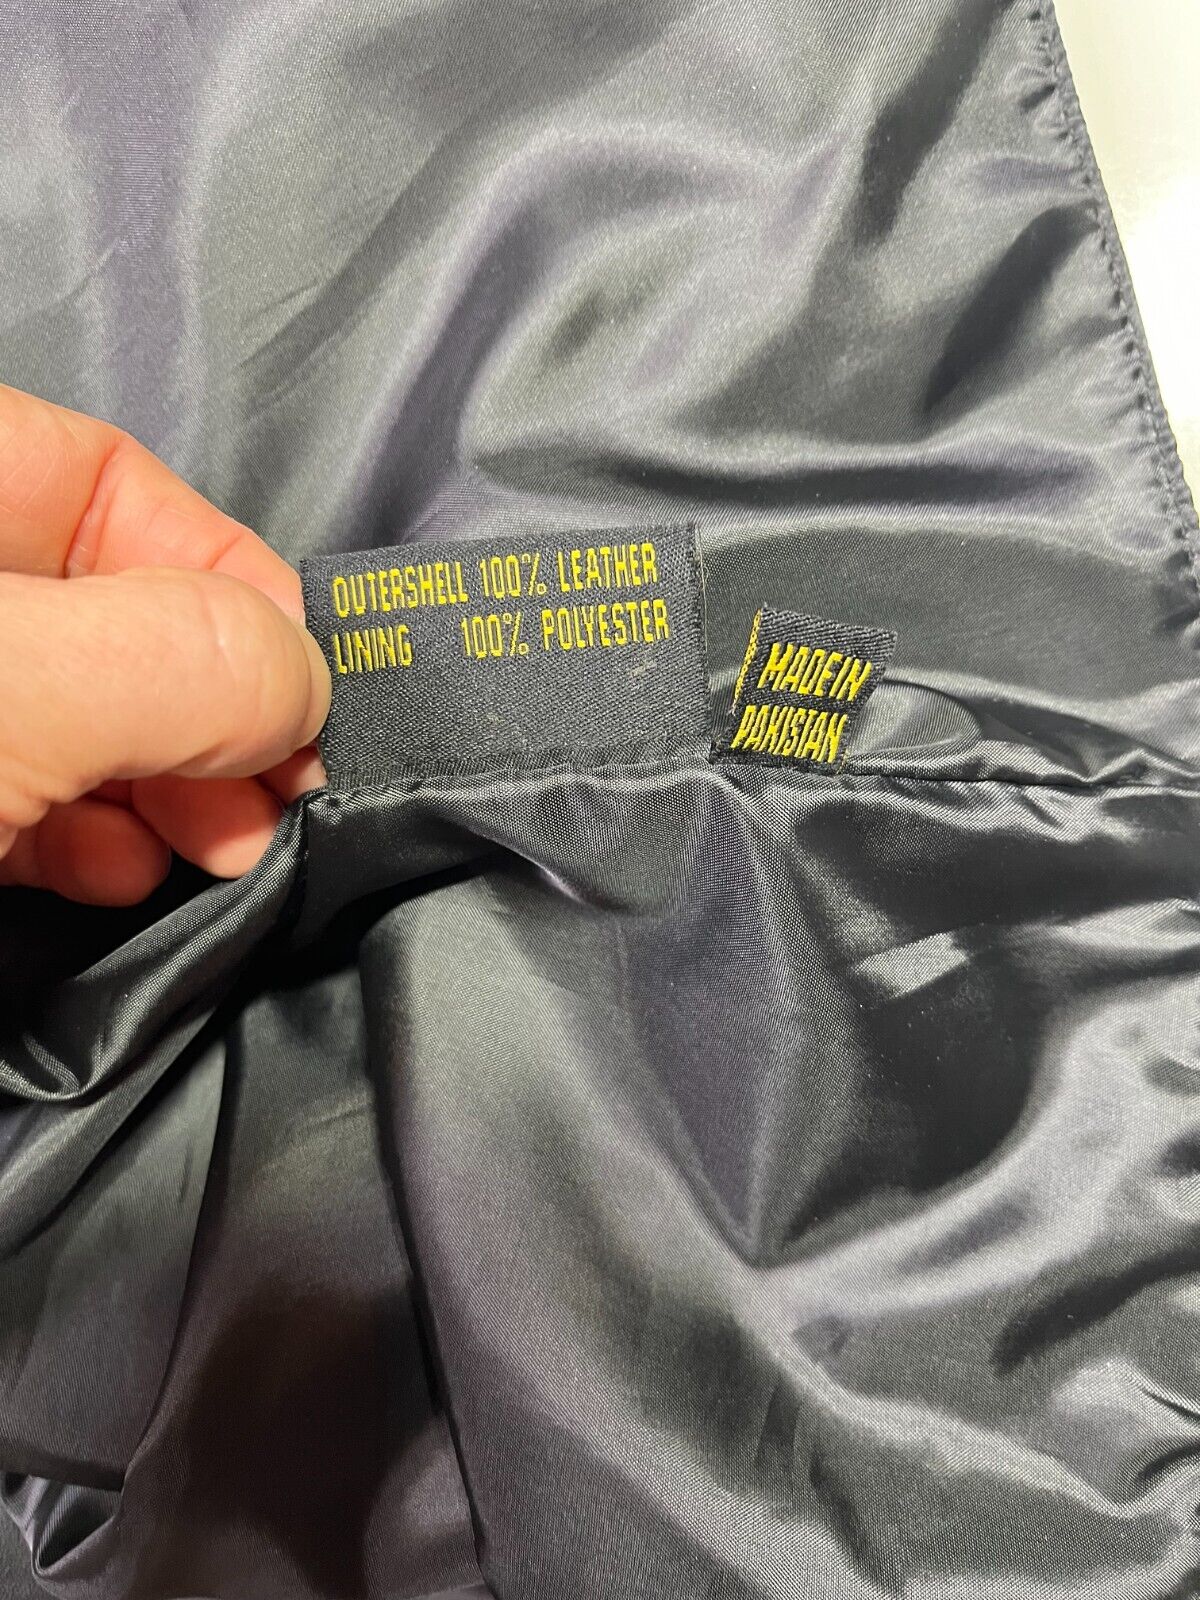 OUTERSHELL 100% LEATHER
LINING 100% POLYESTER
MADE IN
PAKISTAN